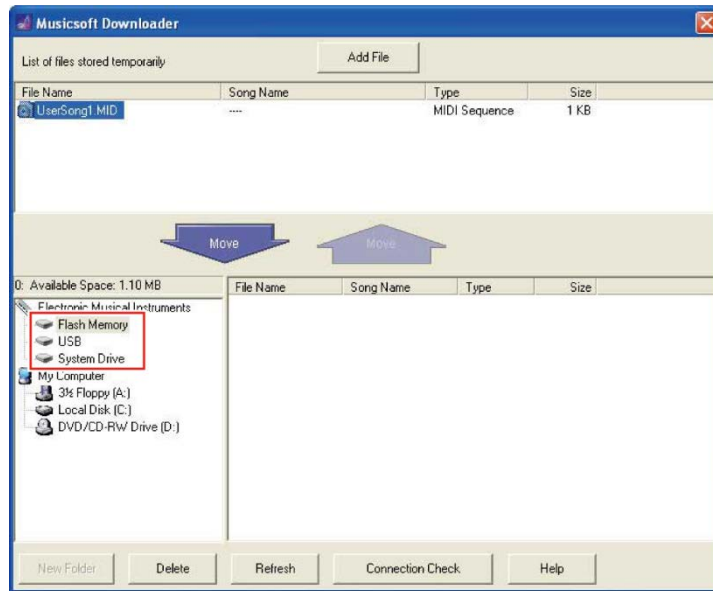 Musicsoft Downloader
List of files stored temporarily Add File
File Name Song Name Type Size
UserSong1.MID ---- MIDI Sequence 1 KB
Move Move
0: Available Space: 1.10 MB File Name Song Name Type Size
Electronic Musical Instruments
Flash Memory
USB
System Drive
My Computer
3½ Floppy (A:)
Local Disk (C:)
DVD/CD-RW Drive (D:)
New Folder Delete Refresh Connection Check Help